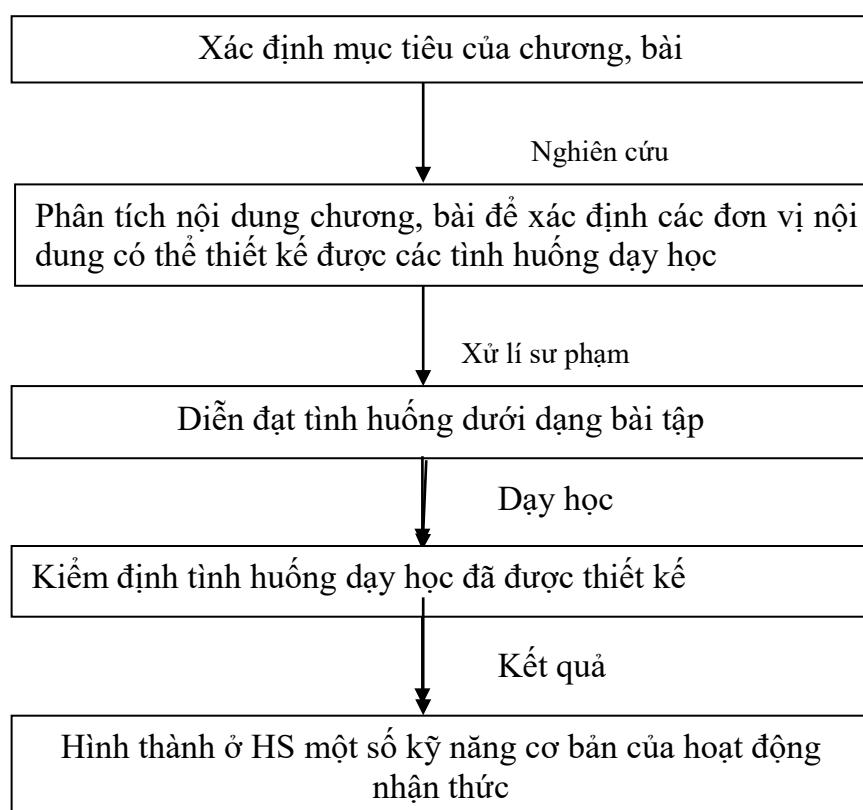 Xác định mục tiêu của chương, bài
Nghiên cứu
Phân tích nội dung chương, bài để xác định các đơn vị nội
dung có thể thiết kế được các tình huống dạy học
Xử lí sư phạm
Diễn đạt tình huống dưới dạng bài tập
Dạy học
Kiểm định tình huống dạy học đã được thiết kế
Kết quả
Hình thành ở HS một số kỹ năng cơ bản của hoạt động
nhận thức